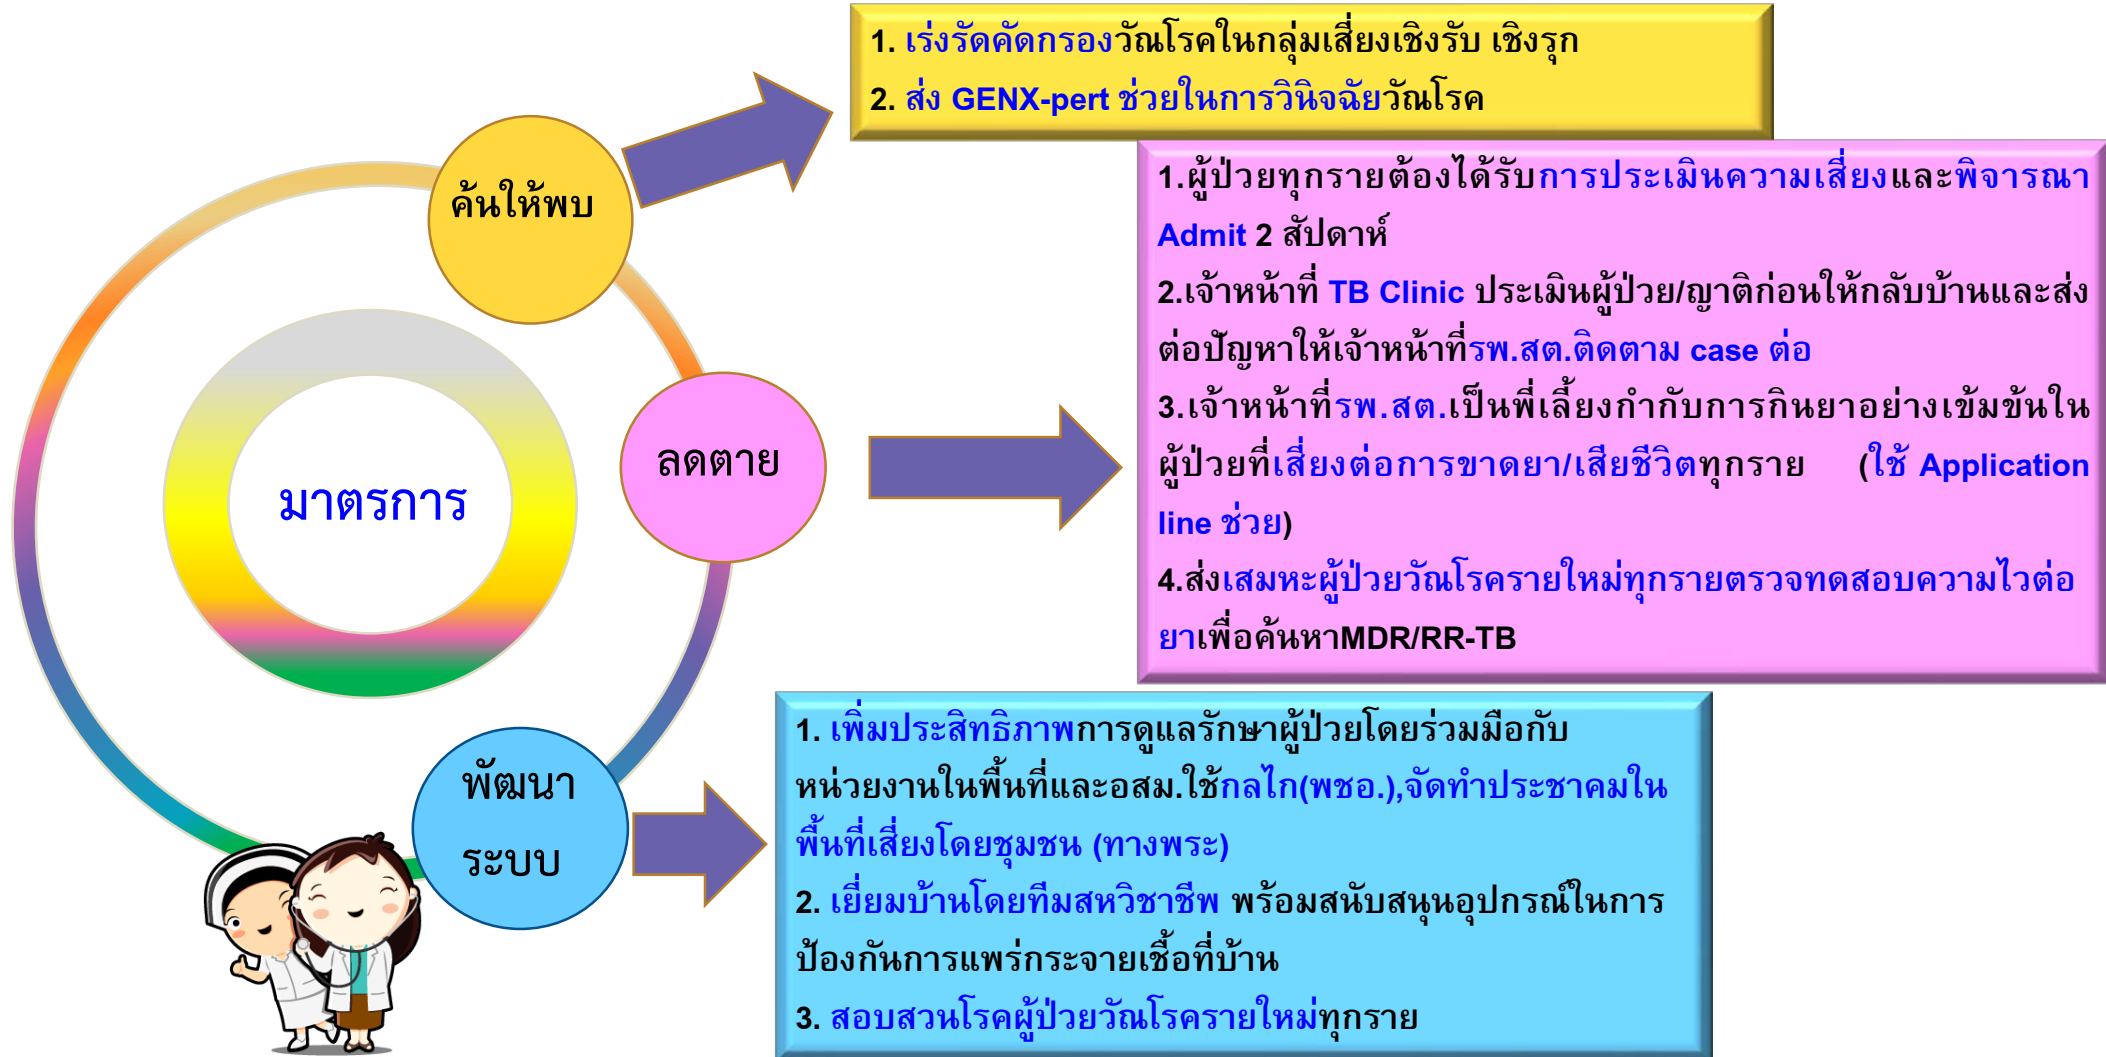 1. เร่งรัดคัดกรองวัณโรคในกลุ่มเสี่ยงเชิงรับ เชิงรุก
2. ส่ง GENX-pert ช่วยในการวินิจฉัยวัณโรค
ค้นให้พบ
1.ผู้ป่วยทุกรายต้องได้รับการประเมินความเสี่ยงและพิจารณา
Admit 2 สัปดาห์
2.เจ้าหน้าที่ TB Clinic ประเมินผู้ป่วย/ญาติก่อนให้กลับบ้านและส่ง
ต่อปัญหาให้เจ้าหน้าที่รพ.สต.ติดตาม case ต่อ
3.เจ้าหน้าที่รพ.สต.เป็นพี่เลี้ยงกำกับการกินยาอย่างเข้มข้นใน
ผู้ป่วยที่เสี่ยงต่อการขาดยา/เสียชีวิตทุกราย (ใช้ Application
line ช่วย)
4.ส่งเสมหะผู้ป่วยวัณโรครายใหม่ทุกรายตรวจทดสอบความไวต่อ
ยาเพื่อค้นหาMDR/RR-TB
ลดตาย
มาตรการ
พัฒนา
ระบบ
1. เพิ่มประสิทธิภาพการดูแลรักษาผู้ป่วยโดยร่วมมือกับ
หน่วยงานในพื้นที่และอสม.ใช้กลไก(พชอ.),จัดทำประชาคมใน
พื้นที่เสี่ยงโดยชุมชน (ทางพระ)
2. เยี่ยมบ้านโดยทีมสหวิชาชีพ พร้อมสนับสนุนอุปกรณ์ในการ
ป้องกันการแพร่กระจายเชื้อที่บ้าน
3. สอบสวนโรคผู้ป่วยวัณโรครายใหม่ทุกราย